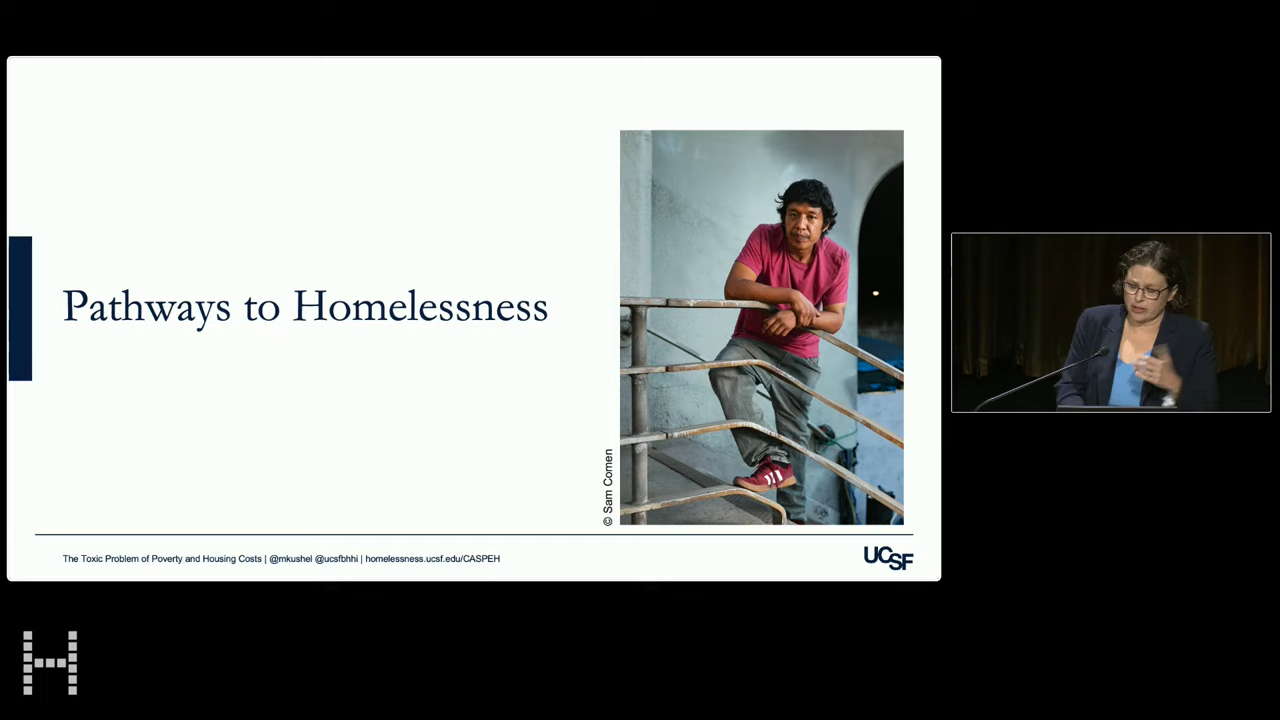 Pathways to Homelessness
© Sam Comen
The Toxic Problem of Poverty and Housing Costs | @mkushel @ucsfbhhi | homelessness.ucsf.edu/CASPEH
UCSF
H